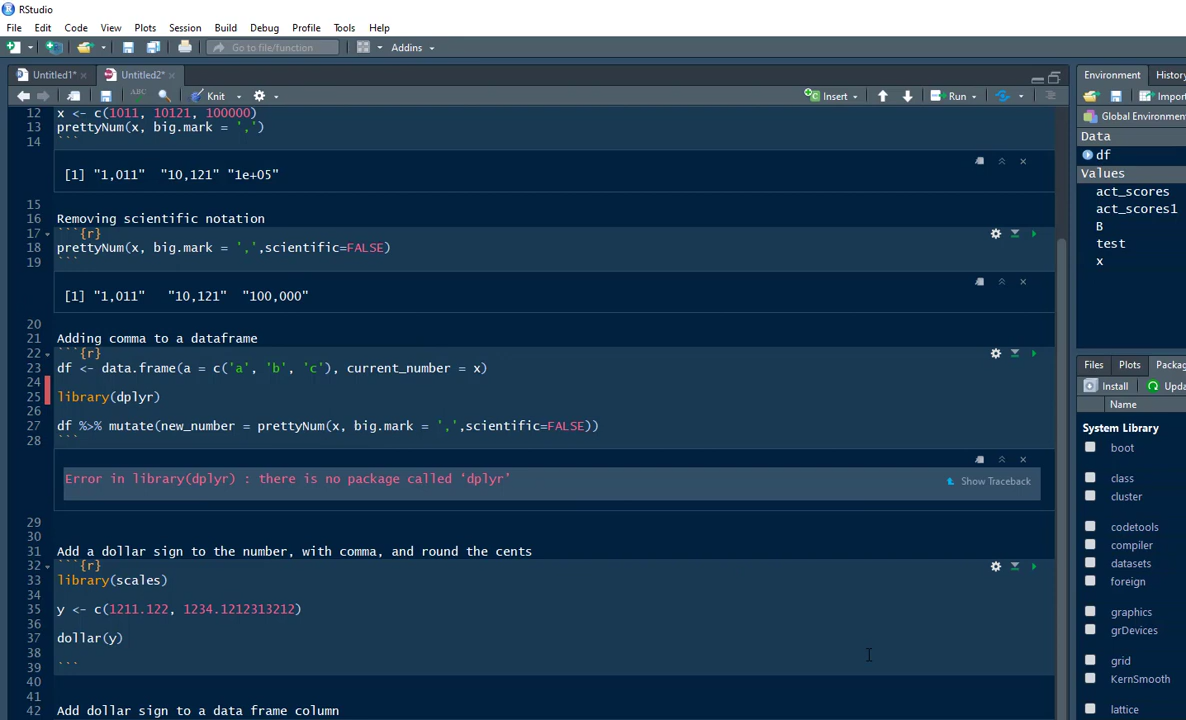 RStudio
File Edit Code View Plots Session Build Debug Profile Tools Help
Go to file/function Addins
Untitled1* Untitled2* Environment History
ABC Knit Insert Run Import
Global Environment
12 x <- c(1011, 10121, 100000)
13 prettyNum(x, big.mark = ',')
14 ```
Data
df
[1] "1,011" "10,121" "1e+05"
Values
act_scores
act_scores1
B
test
x
15
16 Removing scientific notation
17 ```{r}
18 prettyNum(x, big.mark = ',',scientific=FALSE)
19 ```
[1] "1,011" "10,121" "100,000"
20
21 Adding comma to a dataframe
22 ```{r}
23 df <- data.frame(a = c('a', 'b', 'c'), current_number = x)
24
25 library(dplyr)
26
27 df %>% mutate(new_number = prettyNum(x, big.mark = ',',scientific=FALSE))
28 ```
Error in library(dplyr) : there is no package called ‘dplyr’
Show Traceback
29
30
31 Add a dollar sign to the number, with comma, and round the cents
32 ```{r}
33 library(scales)
34
35 y <- c(1211.122, 1234.1212313212)
36
37 dollar(y)
38
39 ```
40
41
42 Add dollar sign to a data frame column
Files Plots Packag
Install Upda
Name
System Library
boot
class
cluster
codetools
compiler
datasets
foreign
graphics
grDevices
grid
KernSmooth
lattice